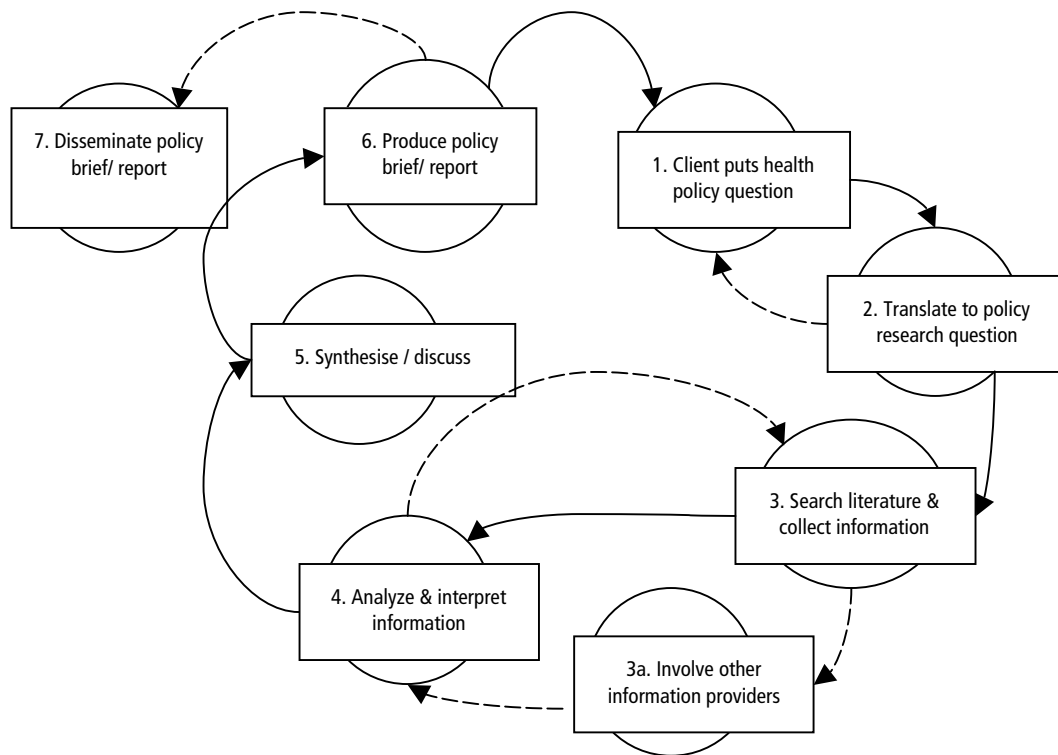 7. Disseminate policy
brief/ report
6. Produce policy
brief/ report
1. Client puts health
policy question
2. Translate to policy
research question
5. Synthesise / discuss
3. Search literature &
collect information
4. Analyze & interpret
information
3a. Involve other
information providers